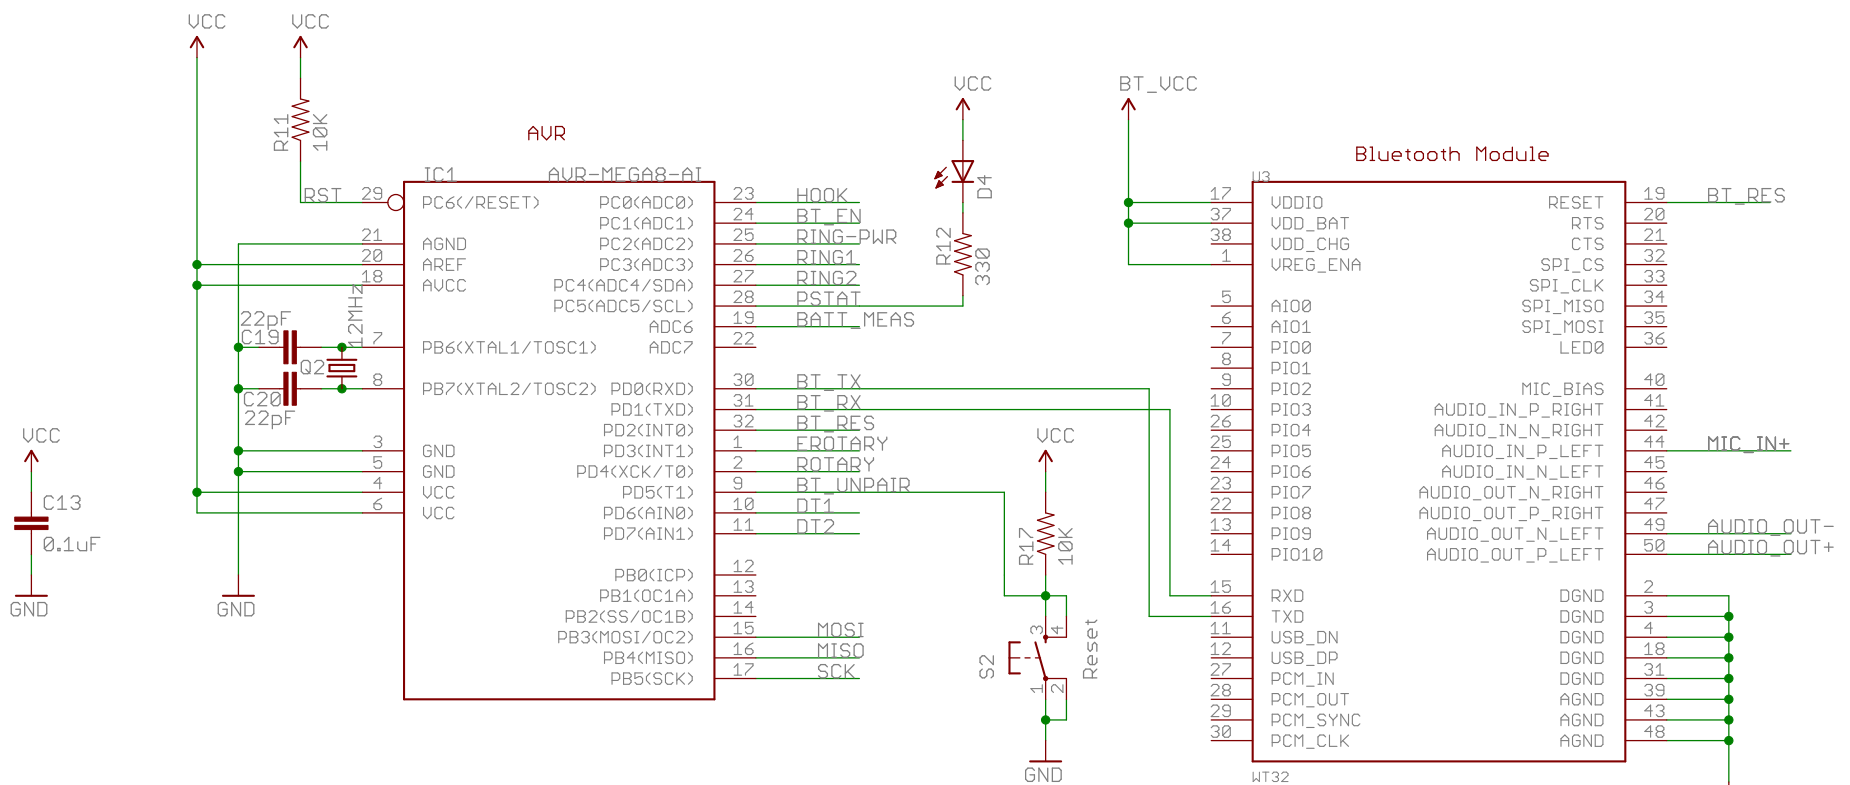 VCC
VCC
R11
10K
RST
VCC
C13
0.1uF
GND
22pF
C19
Q2
12MHz
C20
22pF
GND
AVR
IC1
AVR-MEGA8-AI
29 PC6(/RESET)
21 AGND
20 AREF
18 AVCC
7 PB6(XTAL1/TOSC1)
8 PB7(XTAL2/TOSC2)
3 GND
5 GND
4 VCC
6 VCC
PC0(ADC0) 23 HOOK
PC1(ADC1) 24 BT_EN
PC2(ADC2) 25 RING-PWR
PC3(ADC3) 26 RING1
PC4(ADC4/SDA) 27 RING2
PC5(ADC5/SCL) 28 PSTAT
ADC6 19 BATT_MEAS
ADC7 22
PD0(RXD) 30 BT_TX
PD1(TXD) 31 BT_RX
PD2(INT0) 32 BT_RES
PD3(INT1) 1 EROTARY
PD4(XCK/T0) 2 ROTARY
PD5(T1) 9 BT_UNPAIR
PD6(AIN0) 10 DT1
PD7(AIN1) 11 DT2
PB0(ICP) 12
PB1(OC1A) 13
PB2(SS/OC1B) 14
PB3(MOSI/OC2) 15 MOSI
PB4(MISO) 16 MISO
PB5(SCK) 17 SCK
VCC
D4
R12
330
VCC
R17
10K
3
4
S2
Reset
1
2
GND
BT_VCC
Bluetooth Module
U3
17 VDDIO
37 VDD_BAT
38 VDD_CHG
1 VREG_ENA
5 AIO0
6 AIO1
7 PIO0
8 PIO1
9 PIO2
10 PIO3
26 PIO4
25 PIO5
24 PIO6
23 PIO7
22 PIO8
13 PIO9
14 PIO10
15 RXD
16 TXD
11 USB_DN
12 USB_DP
27 PCM_IN
28 PCM_OUT
29 PCM_SYNC
30 PCM_CLK
RESET 19 BT_RES
RTS 20
CTS 21
SPI_CS 32
SPI_CLK 33
SPI_MISO 34
SPI_MOSI 35
LED0 36
MIC_BIAS 40
AUDIO_IN_P_RIGHT 41
AUDIO_IN_N_RIGHT 42
AUDIO_IN_P_LEFT 44 MIC_IN+
AUDIO_IN_N_LEFT 45
AUDIO_OUT_N_RIGHT 46
AUDIO_OUT_P_RIGHT 47
AUDIO_OUT_N_LEFT 49 AUDIO_OUT-
AUDIO_OUT_P_LEFT 50 AUDIO_OUT+
DGND 2
DGND 3
DGND 4
DGND 18
DGND 31
AGND 39
AGND 43
AGND 48
WT32